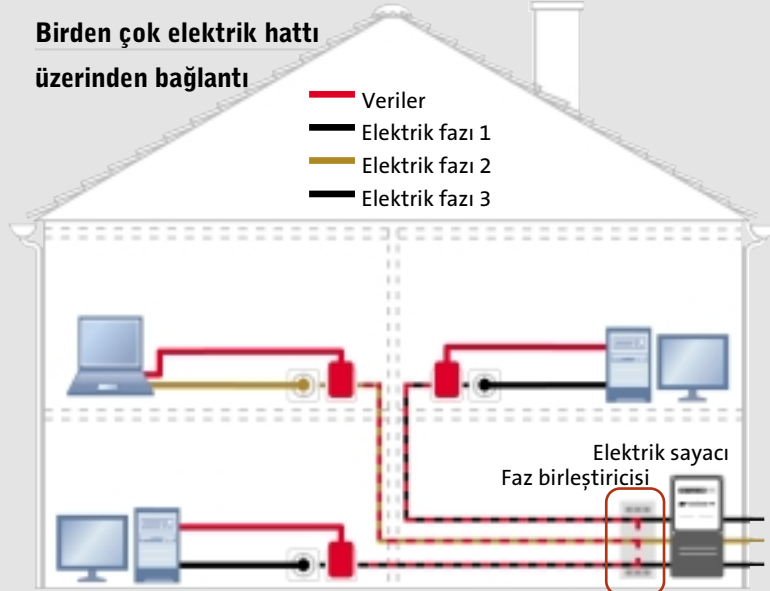 Birden çok elektrik hattı
üzerinden bağlantı
Veriler
Elektrik fazı 1
Elektrik fazı 2
Elektrik fazı 3
Elektrik sayacı
Faz birleştiricisi